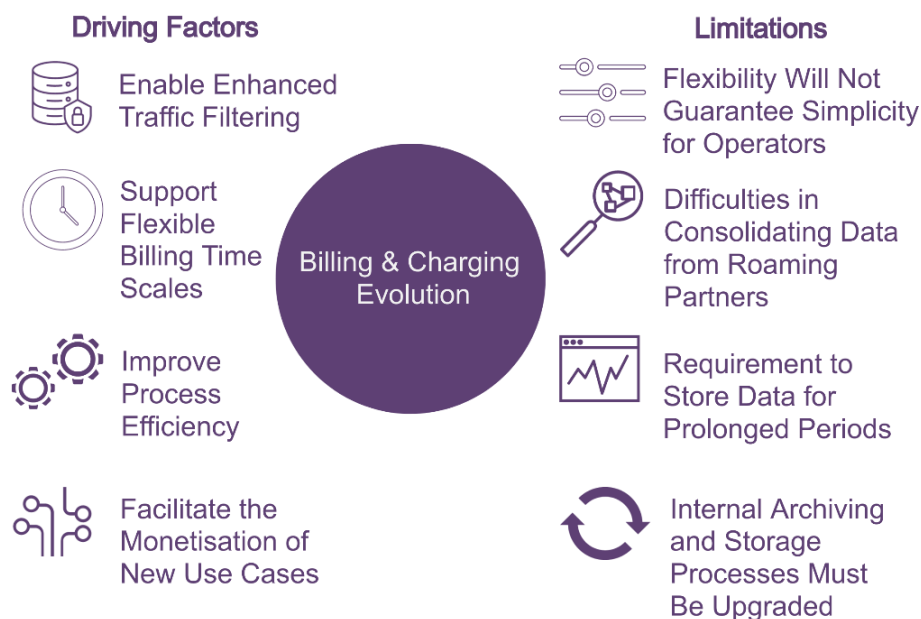 Driving Factors
Enable Enhanced
Traffic Filtering
Support
Flexible
Billing Time
Scales
Improve
Process
Efficiency
Facilitate the
Monetisation of
New Use Cases
Billing & Charging
Evolution
Limitations
Flexibility Will Not
Guarantee Simplicity
for Operators
Difficulties in
Consolidating Data
from Roaming
Partners
Requirement to
Store Data for
Prolonged Periods
Internal Archiving
and Storage
Processes Must
Be Upgraded